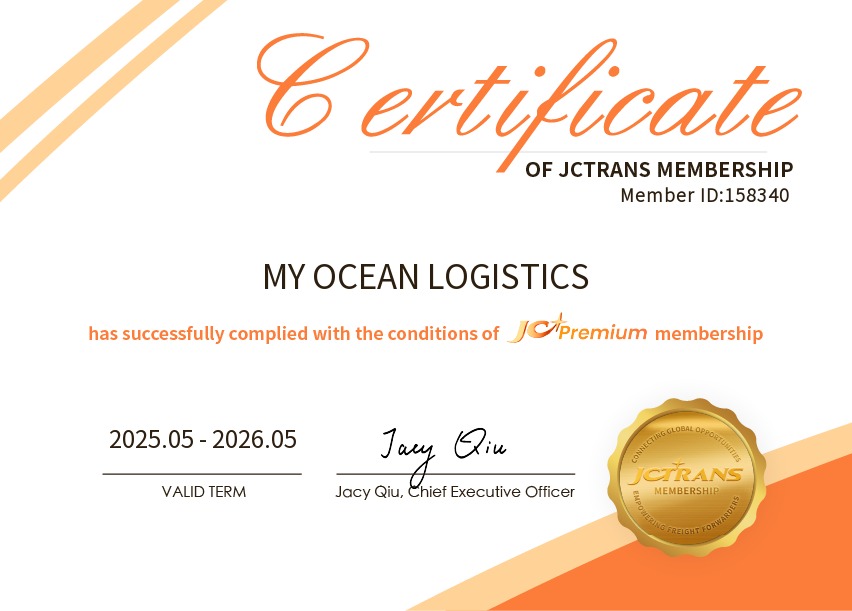 Certificate
OF JCTRANS MEMBERSHIP
Member ID:158340
MY OCEAN LOGISTICS
has successfully complied with the conditions of JC Premium membership
2025.05 - 2026.05
Jacy Qiu
VALID TERM
Jacy Qiu, Chief Executive Officer
CONNECTING GLOBAL OPPORTUNITIES
JCTRANS
MEMBERSHIP
EMPOWERING FREIGHT FORWARDERS